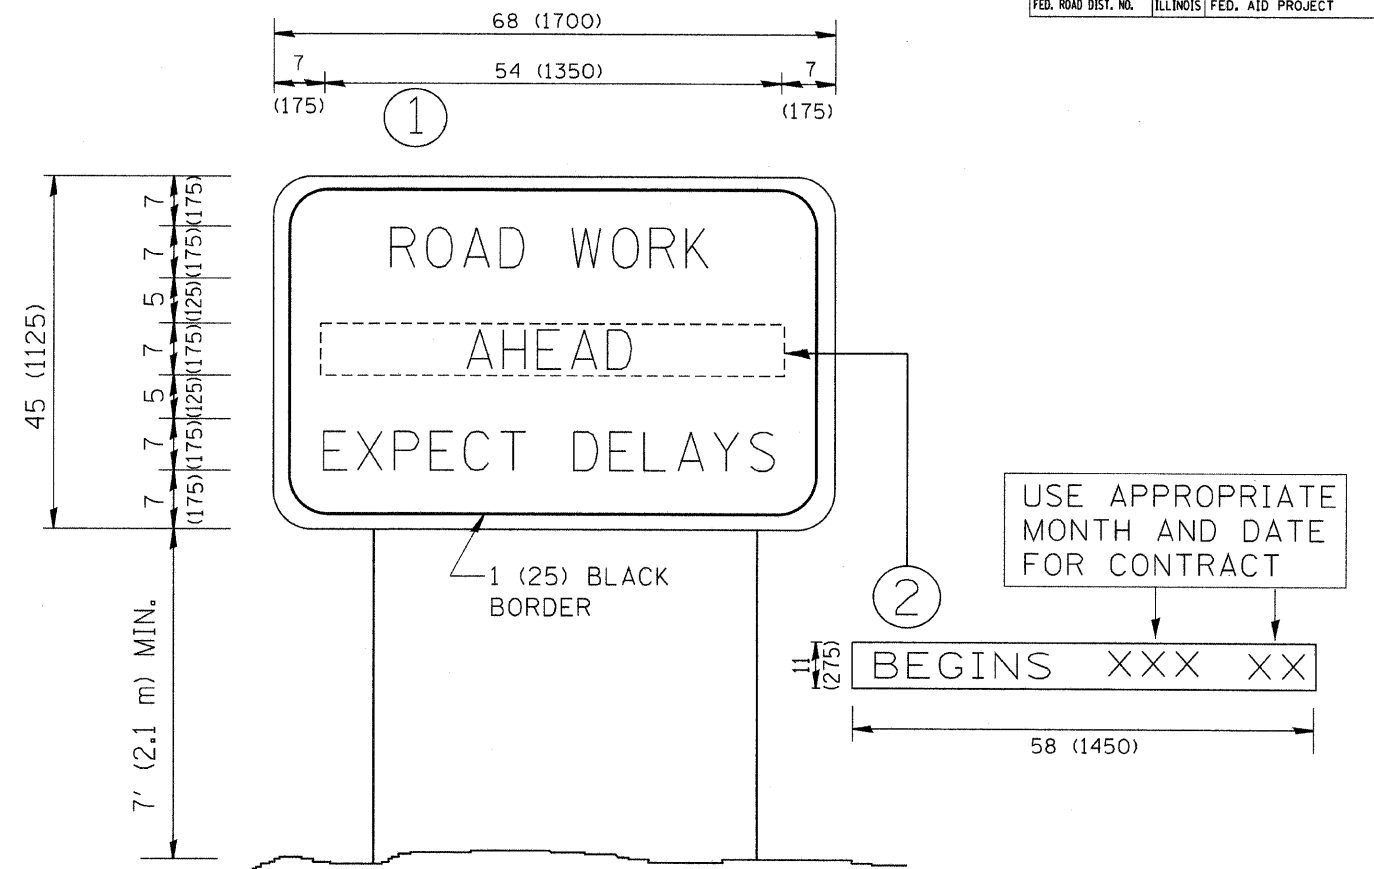 FED. ROAD DIST. NO. ILLINOIS FED. AID PROJECT
68 (1700)
7 54 (1350) 7
(175) (175)
1
ROAD WORK
AHEAD
EXPECT DELAYS
45 (1125)
7 (175)
7 (175)
5 (125)
7 (175)
5 (125)
7 (175)
7 (175)
7' (2.1 m) MIN.
1 (25) BLACK
BORDER
USE APPROPRIATE
MONTH AND DATE
FOR CONTRACT
2
11 (275)
BEGINS XXX XX
58 (1450)